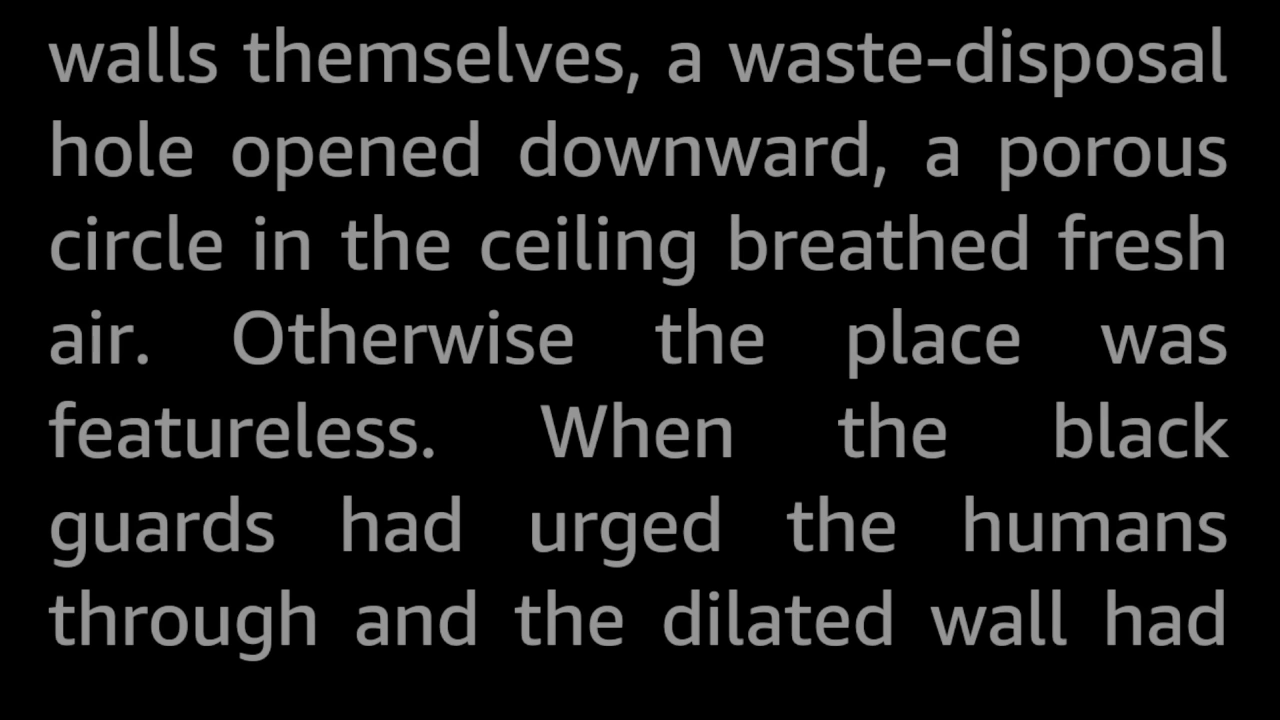 walls themselves, a waste-disposal
hole opened downward, a porous
circle in the ceiling breathed fresh
air. Otherwise the place was
featureless. When the black
guards had urged the humans
through and the dilated wall had